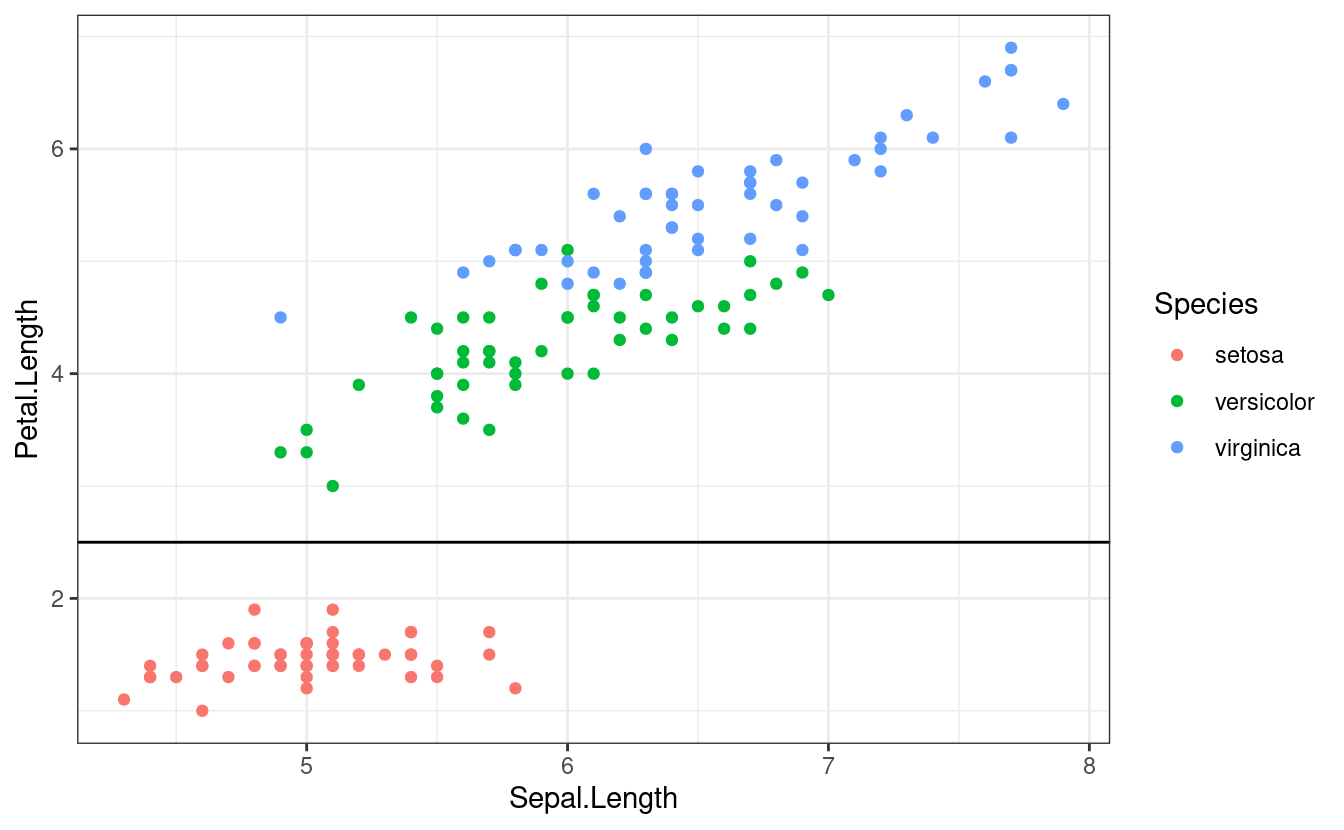 6
4
2
Petal.Length
5 6 7 8
Sepal.Length
Species
setosa
versicolor
virginica